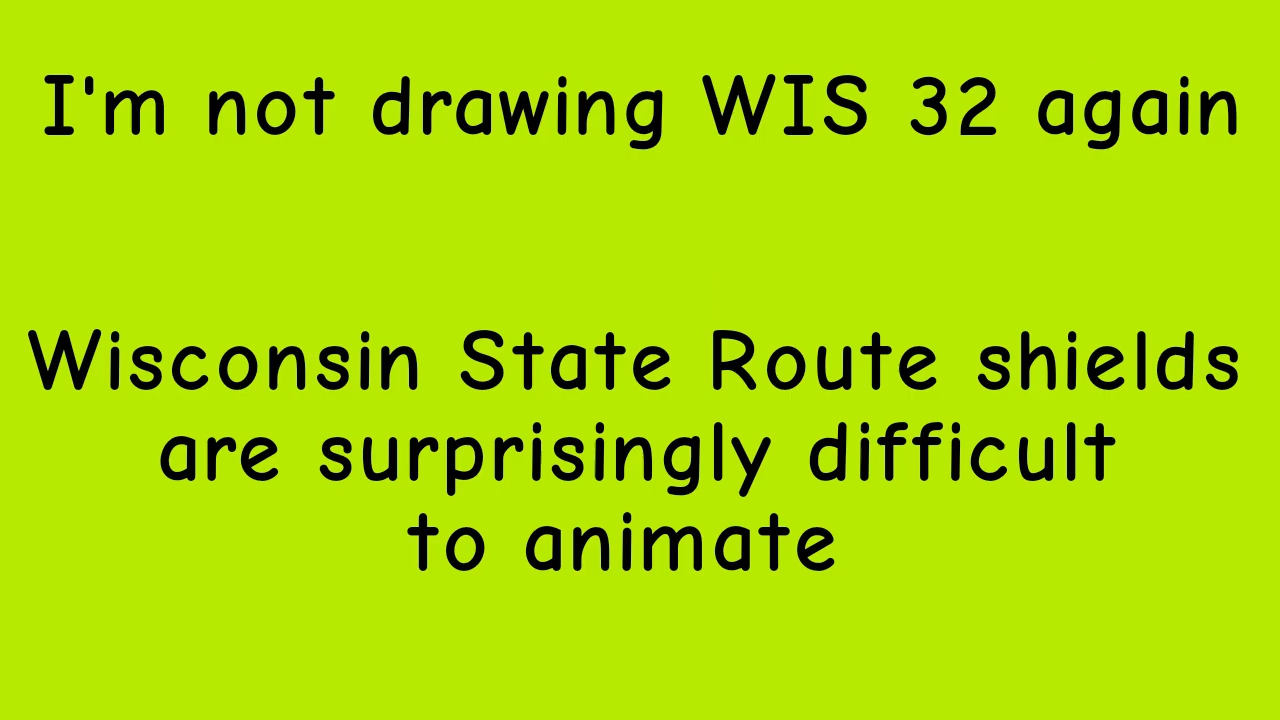 I'm not drawing WIS 32 again
Wisconsin State Route shields
are surprisingly difficult
to animate